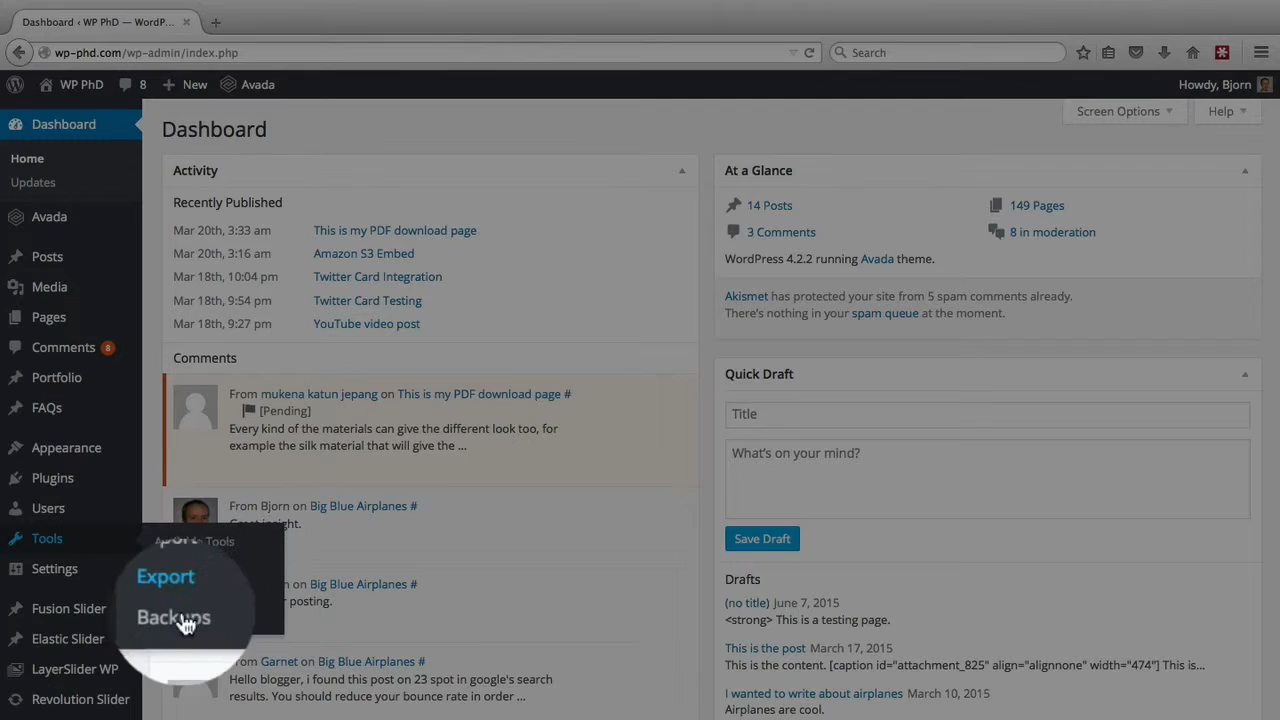 Dashboard ‹ WP PhD — WordP...
wp-phd.com/wp-admin/index.php
Search
WP PhD
8
New
Avada
Howdy, Bjorn
Dashboard
Home
Updates
Avada
Posts
Media
Pages
Comments 8
Portfolio
FAQs
Appearance
Plugins
Users
Tools
Settings
Fusion Slider
Elastic Slider
LayerSlider WP
Revolution Slider
Tools
Export
Backups
Screen Options
Help
Dashboard
Activity
Recently Published
Mar 20th, 3:33 am This is my PDF download page
Mar 20th, 3:16 am Amazon S3 Embed
Mar 18th, 10:04 pm Twitter Card Integration
Mar 18th, 9:54 pm Twitter Card Testing
Mar 18th, 9:27 pm YouTube video post
Comments
From mukena katun jepang on This is my PDF download page #
[Pending]
Every kind of the materials can give the different look too, for
example the silk material that will give the ...
From Bjorn on Big Blue Airplanes #
insight.
on Big Blue Airplanes #
posting.
From Garnet on Big Blue Airplanes #
Hello blogger, i found this post on 23 spot in google's search
results. You should reduce your bounce rate in order ...
At a Glance
14 Posts
149 Pages
3 Comments
8 in moderation
WordPress 4.2.2 running Avada theme.
Akismet has protected your site from 5 spam comments already.
There's nothing in your spam queue at the moment.
Quick Draft
Title
What's on your mind?
Save Draft
Drafts
(no title) June 7, 2015
<strong> This is a testing page.
This is the post March 17, 2015
This is the content. [caption id="attachment_825" align="alignnone" width="474"] This is...
I wanted to write about airplanes March 10, 2015
Airplanes are cool.